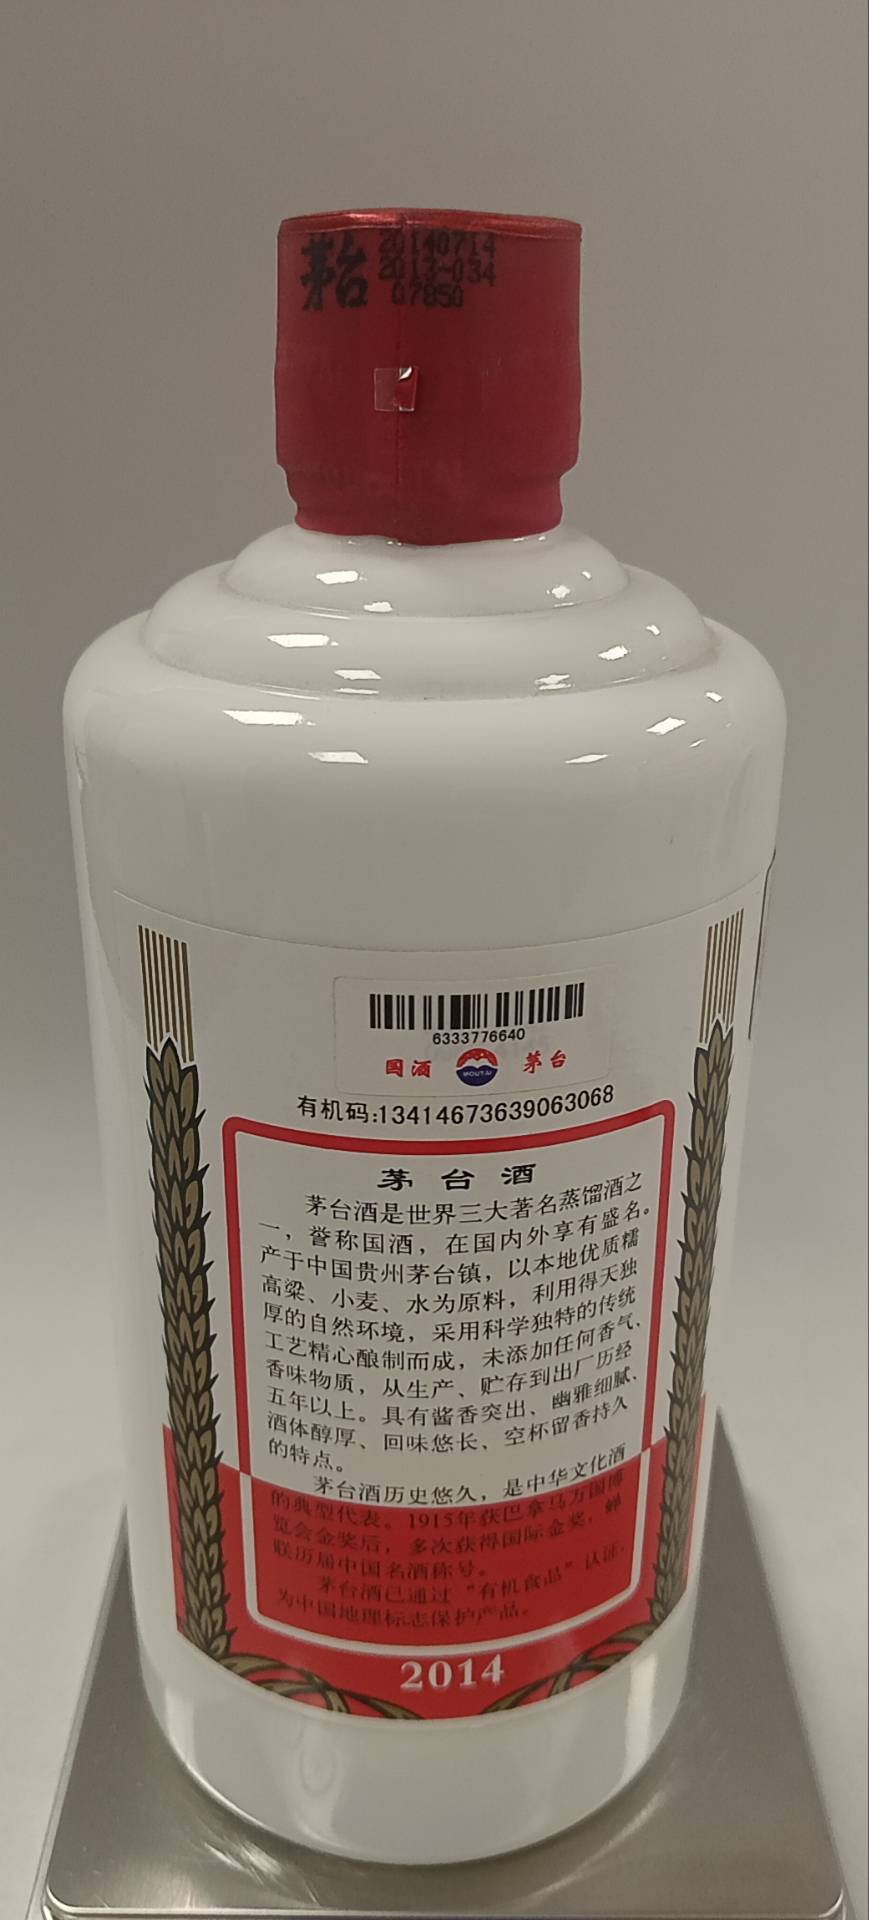 茅台
20140714
2013-034
07850
6333776640
国酒 MOUTAI 茅台
有机码:13414673639063068
茅台酒
茅台酒是世界三大著名蒸馏酒之
一，誉称国酒，在国内外享有盛名。
产于中国贵州茅台镇，以本地优质糯
高粱、小麦、水为原料，利用得天独
厚的自然环境，采用科学独特的传统
工艺精心酿制而成，未添加任何香气、
香味物质，从生产、贮存到出厂历经
五年以上。具有酱香突出、幽雅细腻、
酒体醇厚、回味悠长、空杯留香持久
的特点。
茅台酒历史悠久，是中华文化酒
的典型代表。1915年获巴拿马万国博
览会金奖后，多次获得国际金奖，蝉
联历届中国名酒称号。
茅台酒已通过“有机食品”认证，
为中国地理标志保护产品。
2014